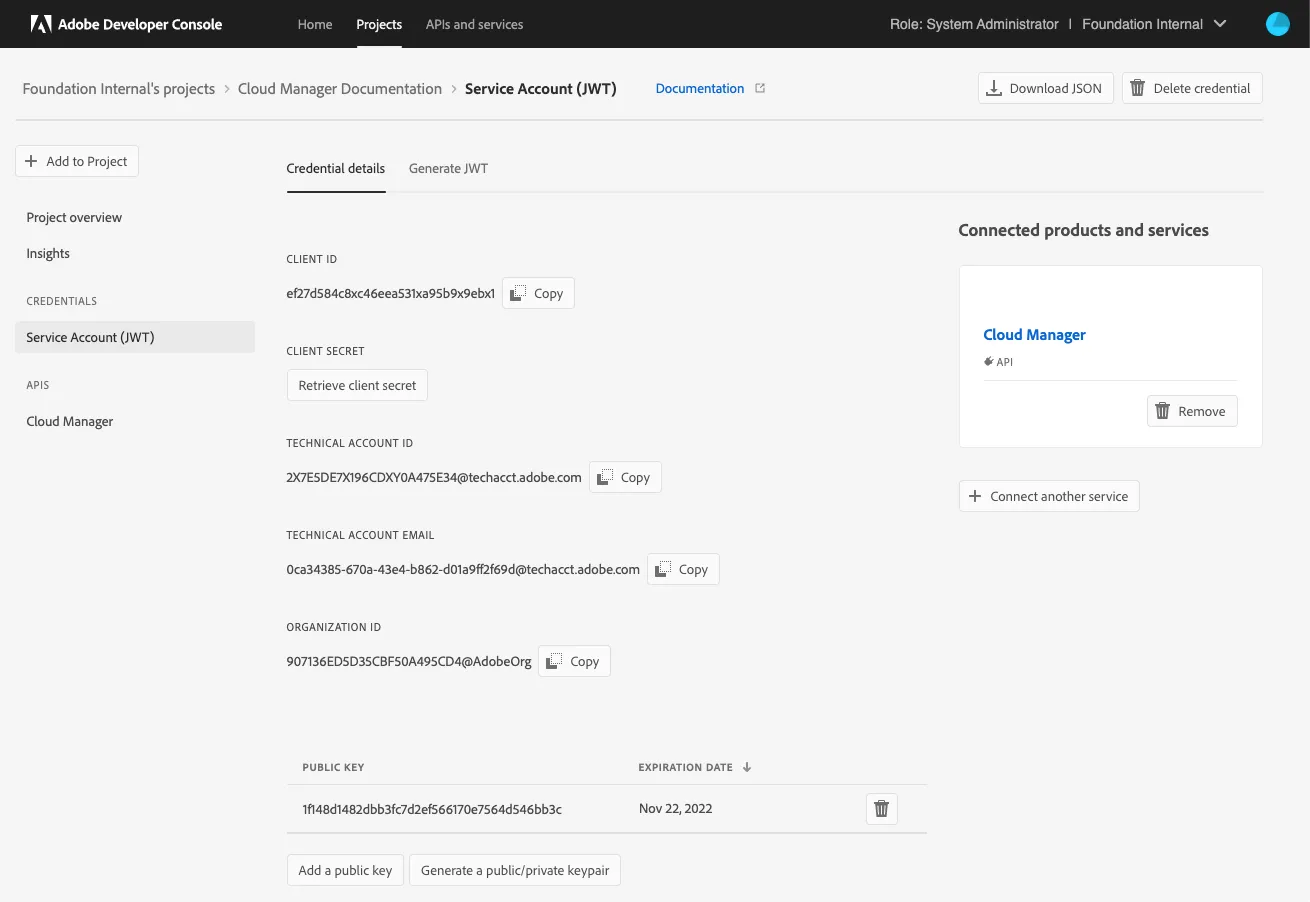 Adobe Developer Console Home Projects APIs and services Role: System Administrator | Foundation Internal
Foundation Internal's projects > Cloud Manager Documentation > Service Account (JWT) Documentation Download JSON Delete credential
Add to Project
Project overview
Insights
CREDENTIALS
Service Account (JWT)
APIS
Cloud Manager
Credential details Generate JWT
CLIENT ID
ef27d584c8xc46eea531xa95b9x9ebx1 Copy
CLIENT SECRET
Retrieve client secret
TECHNICAL ACCOUNT ID
2X7E5DE7X196CDXY0A475E34@techacct.adobe.com Copy
TECHNICAL ACCOUNT EMAIL
0ca34385-670a-43e4-b862-d01a9ff2f69d@techacct.adobe.com Copy
ORGANIZATION ID
907136ED5D35CBF50A495CD4@AdobeOrg Copy
PUBLIC KEY EXPIRATION DATE
1f148d1482dbb3fc7d2ef566170e7564d546bb3c Nov 22, 2022
Add a public key Generate a public/private keypair
Connected products and services
Cloud Manager
API
Remove
Connect another service